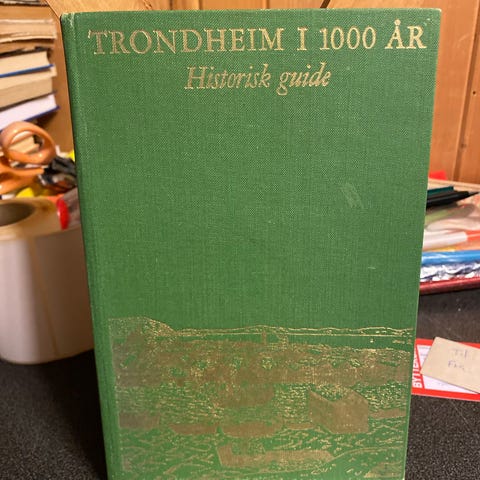 TRONDHEIM I 1000 ÅR
Historisk guide